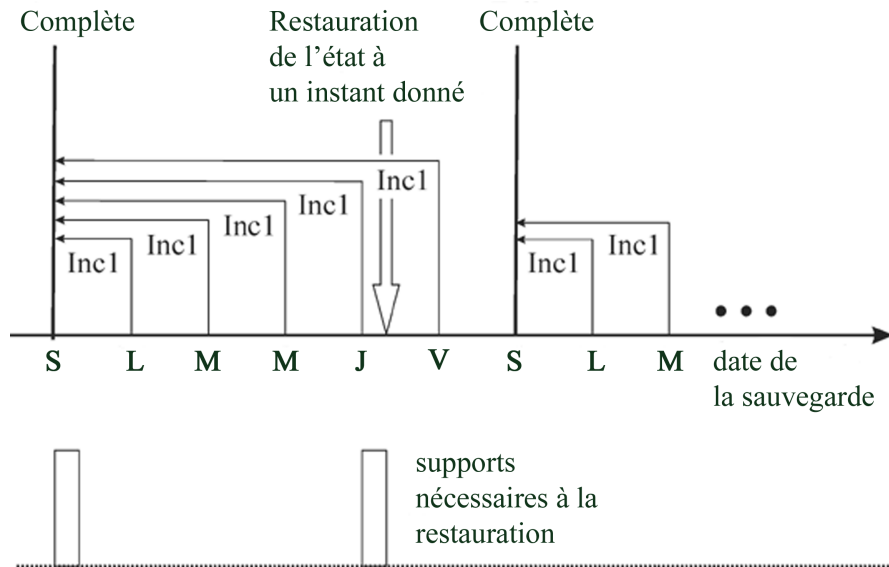 Complète
Restauration
de l’état à
un instant donné
Complète
Inc1
Inc1
Inc1
Inc1
Inc1
Inc1
Inc1
S L M M J V S L M
date de
la sauvegarde
supports
nécessaires à la
restauration